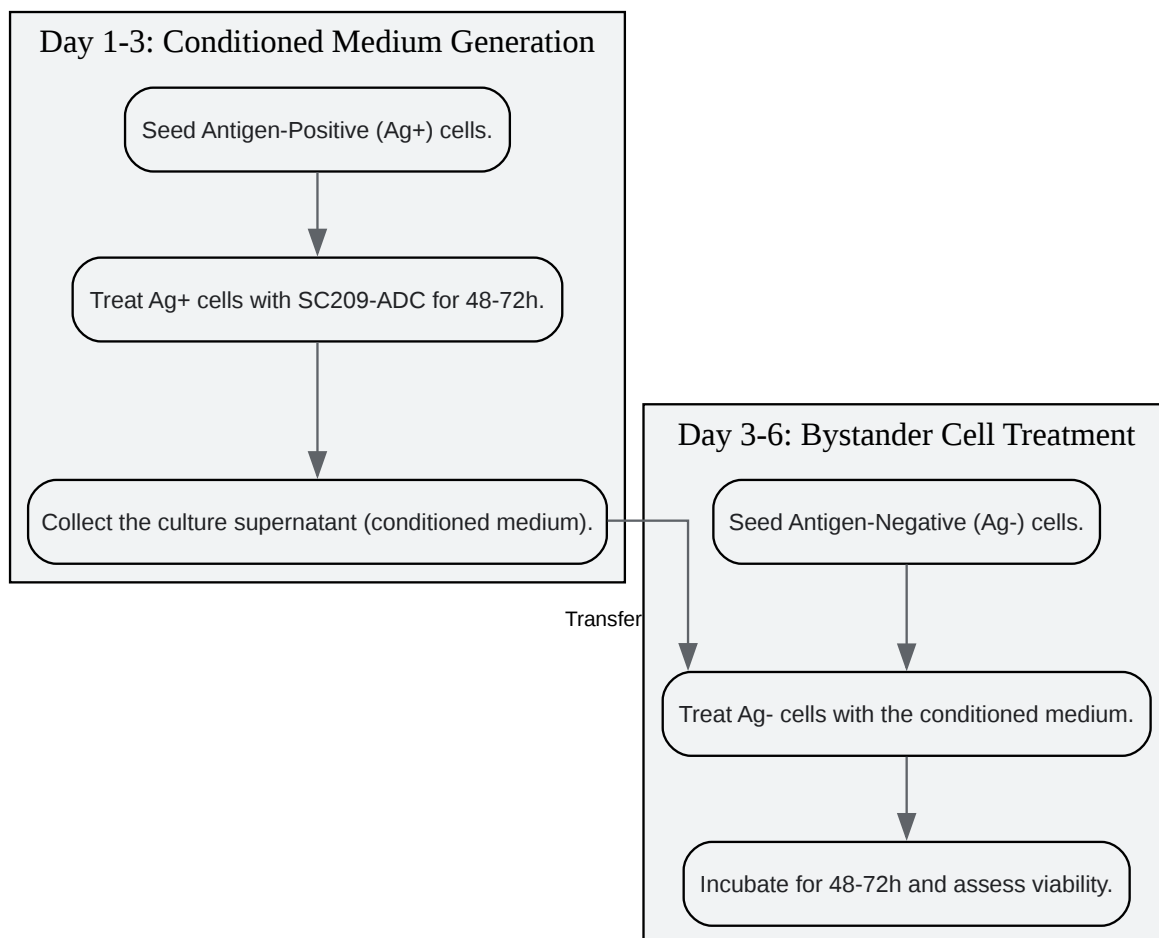 Day 1-3: Conditioned Medium Generation
Seed Antigen-Positive (Ag+) cells.
Treat Ag+ cells with SC209-ADC for 48-72h.
Collect the culture supernatant (conditioned medium).
Transfer
Day 3-6: Bystander Cell Treatment
Seed Antigen-Negative (Ag-) cells.
Treat Ag- cells with the conditioned medium.
Incubate for 48-72h and assess viability.